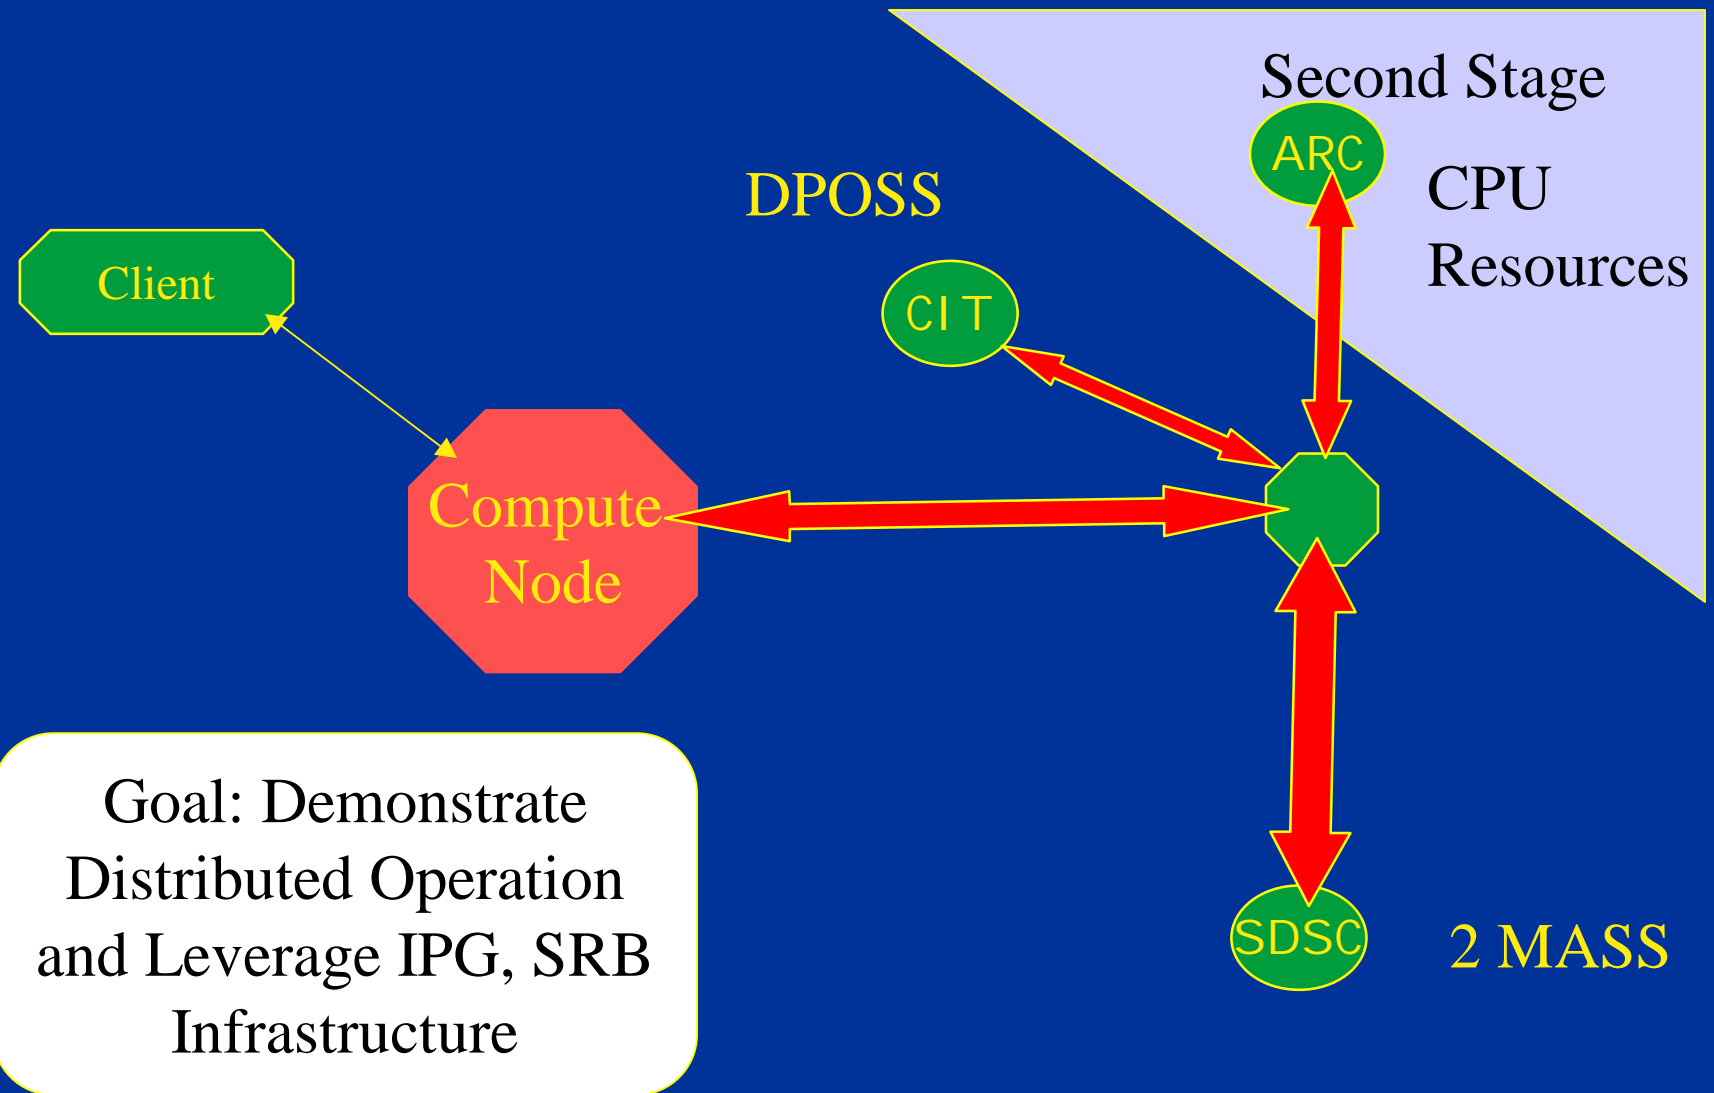 Second Stage
ARC
CPU
Resources
DPOSS
Client
CIT
Compute
Node
Goal: Demonstrate
Distributed Operation
and Leverage IPG, SRB
Infrastructure
SDSC
2 MASS